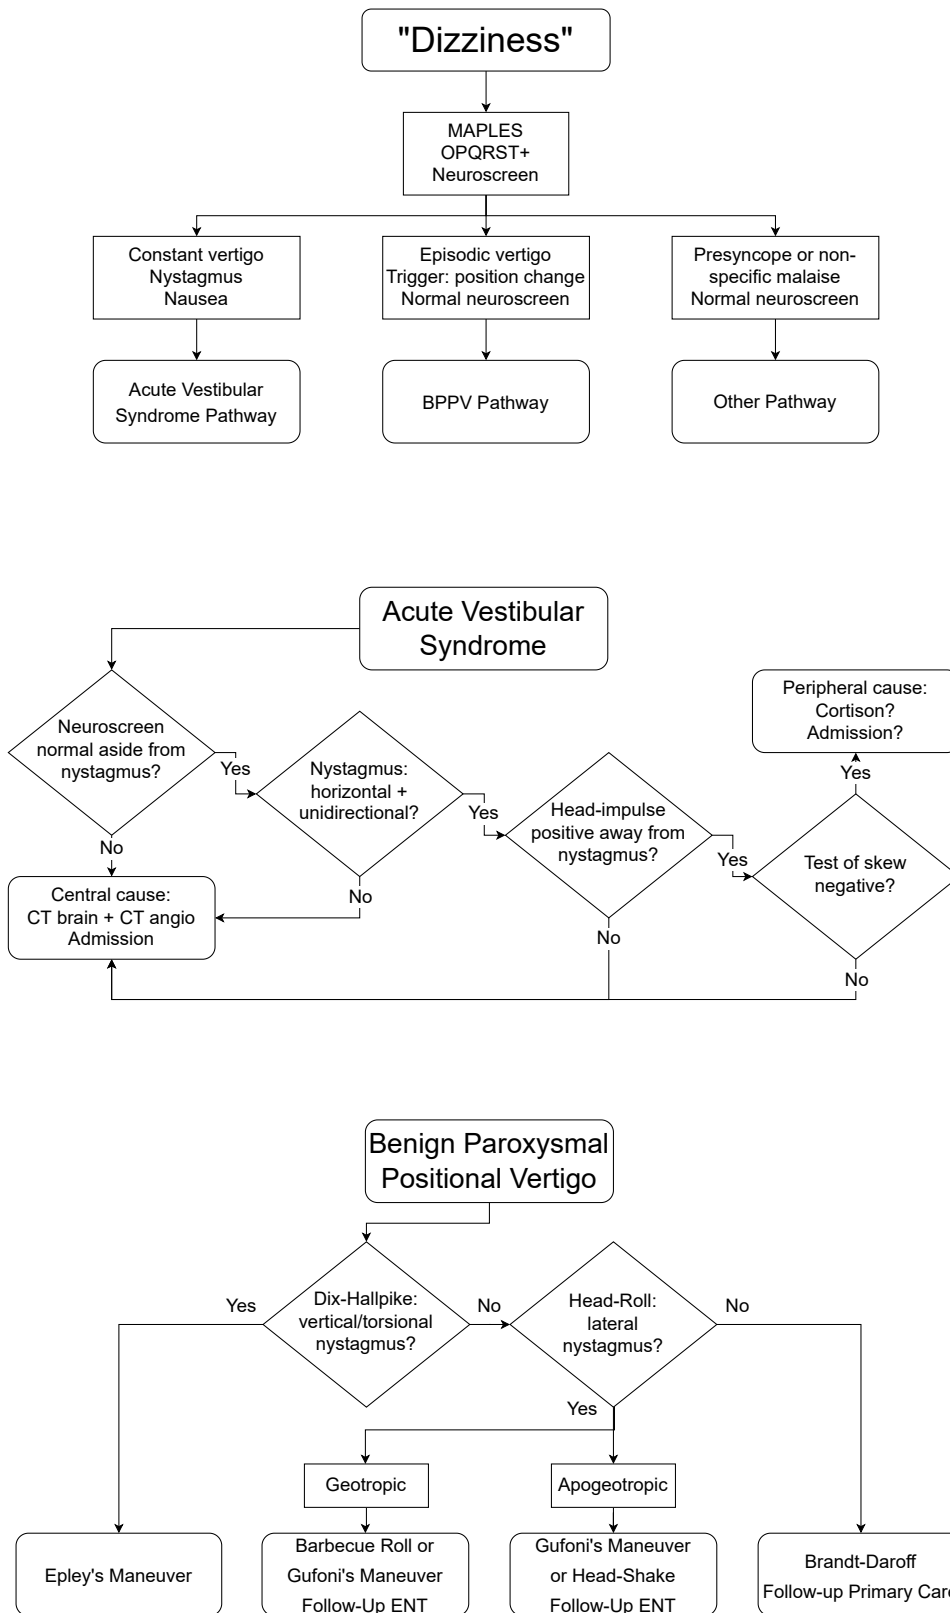 "Dizziness"
MAPLES
OPQRST+
Neuroscreen
Constant vertigo
Nystagmus
Nausea
Episodic vertigo
Trigger: position change
Normal neuroscreen
Presyncope or non-
specific malaise
Normal neuroscreen
Acute Vestibular
Syndrome Pathway
BPPV Pathway
Other Pathway
Acute Vestibular
Syndrome
Neuroscreen
normal aside from
nystagmus?
Yes
No
Nystagmus:
horizontal +
unidirectional?
Yes
No
Head-impulse
positive away from
nystagmus?
Yes
No
Test of skew
negative?
Yes
No
Peripheral cause:
Cortison?
Admission?
Central cause:
CT brain + CT angio
Admission
Benign Paroxysmal
Positional Vertigo
Dix-Hallpike:
vertical/torsional
nystagmus?
Yes
No
Head-Roll:
lateral
nystagmus?
No
Yes
Geotropic
Apogeotropic
Epley's Maneuver
Barbecue Roll or
Gufoni's Maneuver
Follow-Up ENT
Gufoni's Maneuver
or Head-Shake
Follow-Up ENT
Brandt-Daroff
Follow-up Primary Care